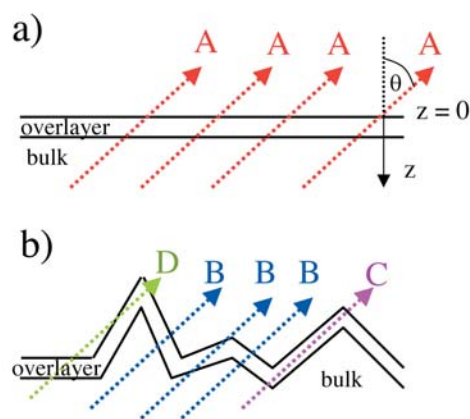 a)
A A A A
θ
z = 0
overlayer
bulk
z
b)
D B B B C
overlayer
bulk